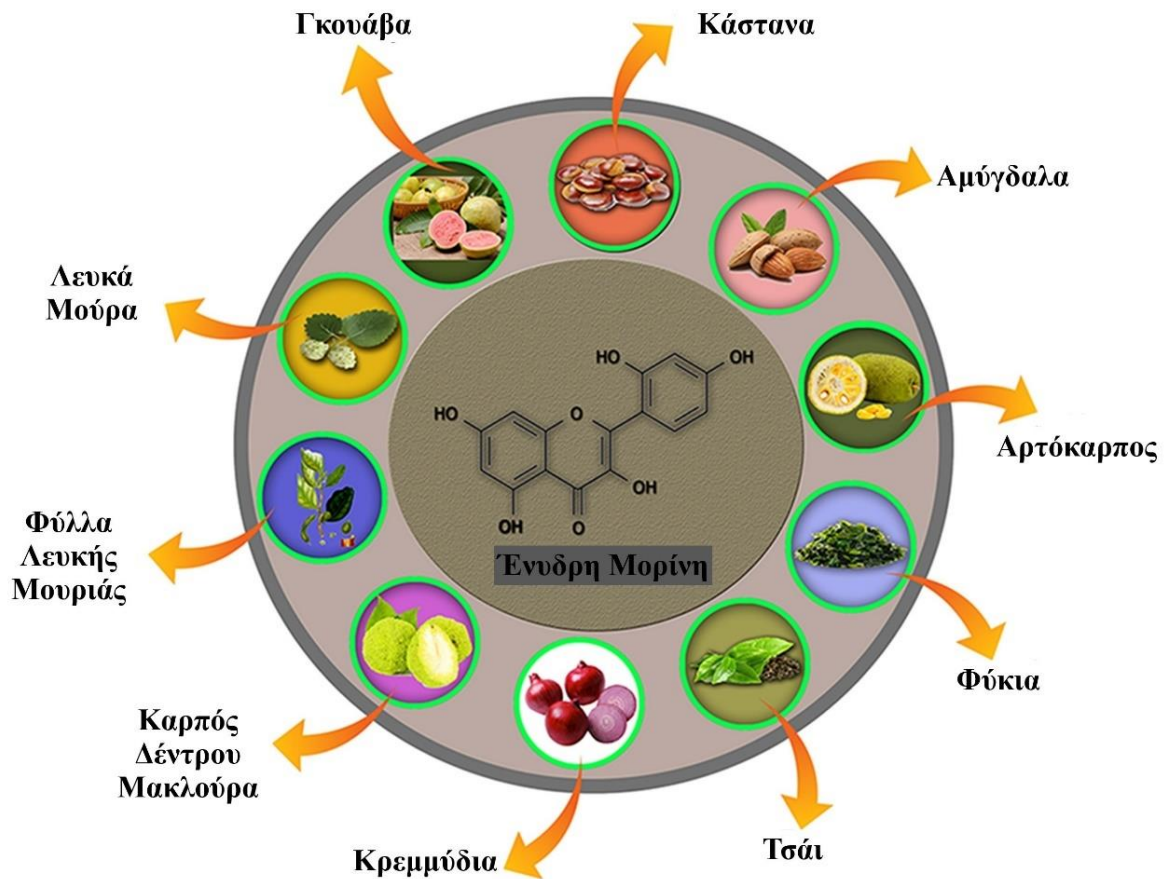 Γκουάβα
Κάστανα
Αμύγδαλα
Λευκά
Μούρα
Αρτόκαρπος
Φύλλα
Λευκής
Μουριάς
Φύκια
Καρπός
Δέντρου
Μακλούρα
Τσάι
Κρεμμύδια
HO
OH
HO
O
OH
OH
O
Ένυδρη Μορίνη